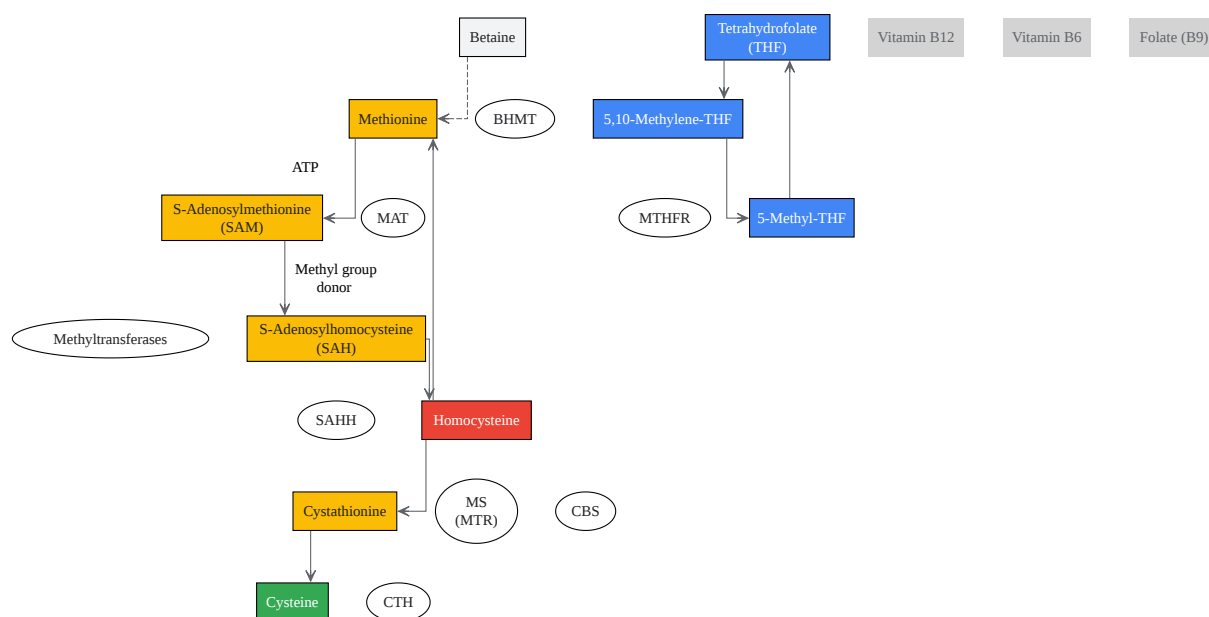 Betaine
Tetrahydrofolate
(THF)
Vitamin B12
Vitamin B6
Folate (B9)
Methionine
BHMT
5,10-Methylene-THF
ATP
S-Adenosylmethionine
(SAM)
MAT
MTHFR
5-Methyl-THF
Methyl group
donor
Methyltransferases
S-Adenosylhomocysteine
(SAH)
SAHH
Homocysteine
Cystathionine
MS
(MTR)
CBS
Cysteine
CTH